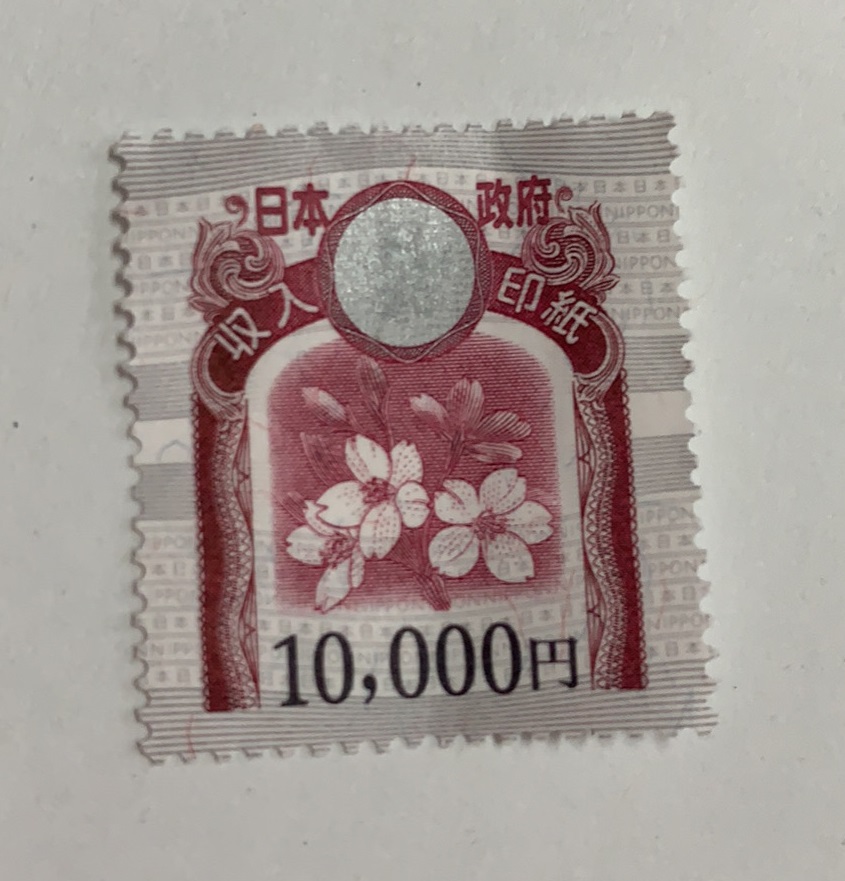 日本 政府
収入 印紙
10,000円